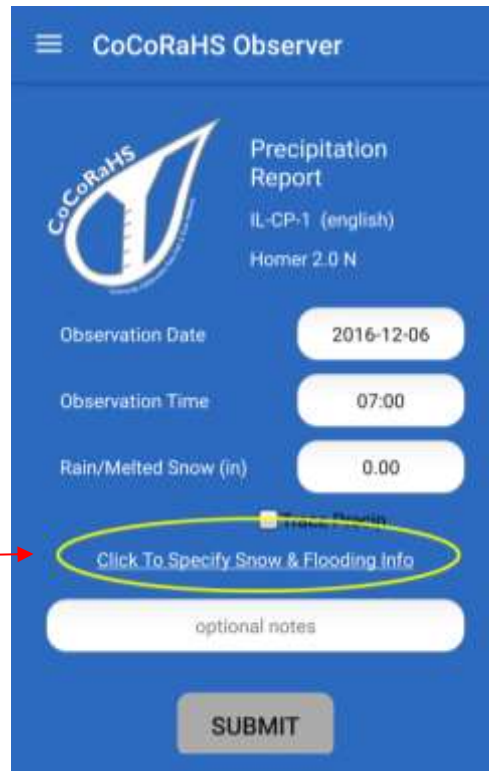 CoCoRaHS Observer
CoCoRaHS
Precipitation
Report
IL-CP-1 (english)
Homer 2.0 N
Observation Date
2016-12-06
Observation Time
07:00
Rain/Melted Snow (in)
0.00
Trace Precip
Click To Specify Snow & Flooding Info
optional notes
SUBMIT